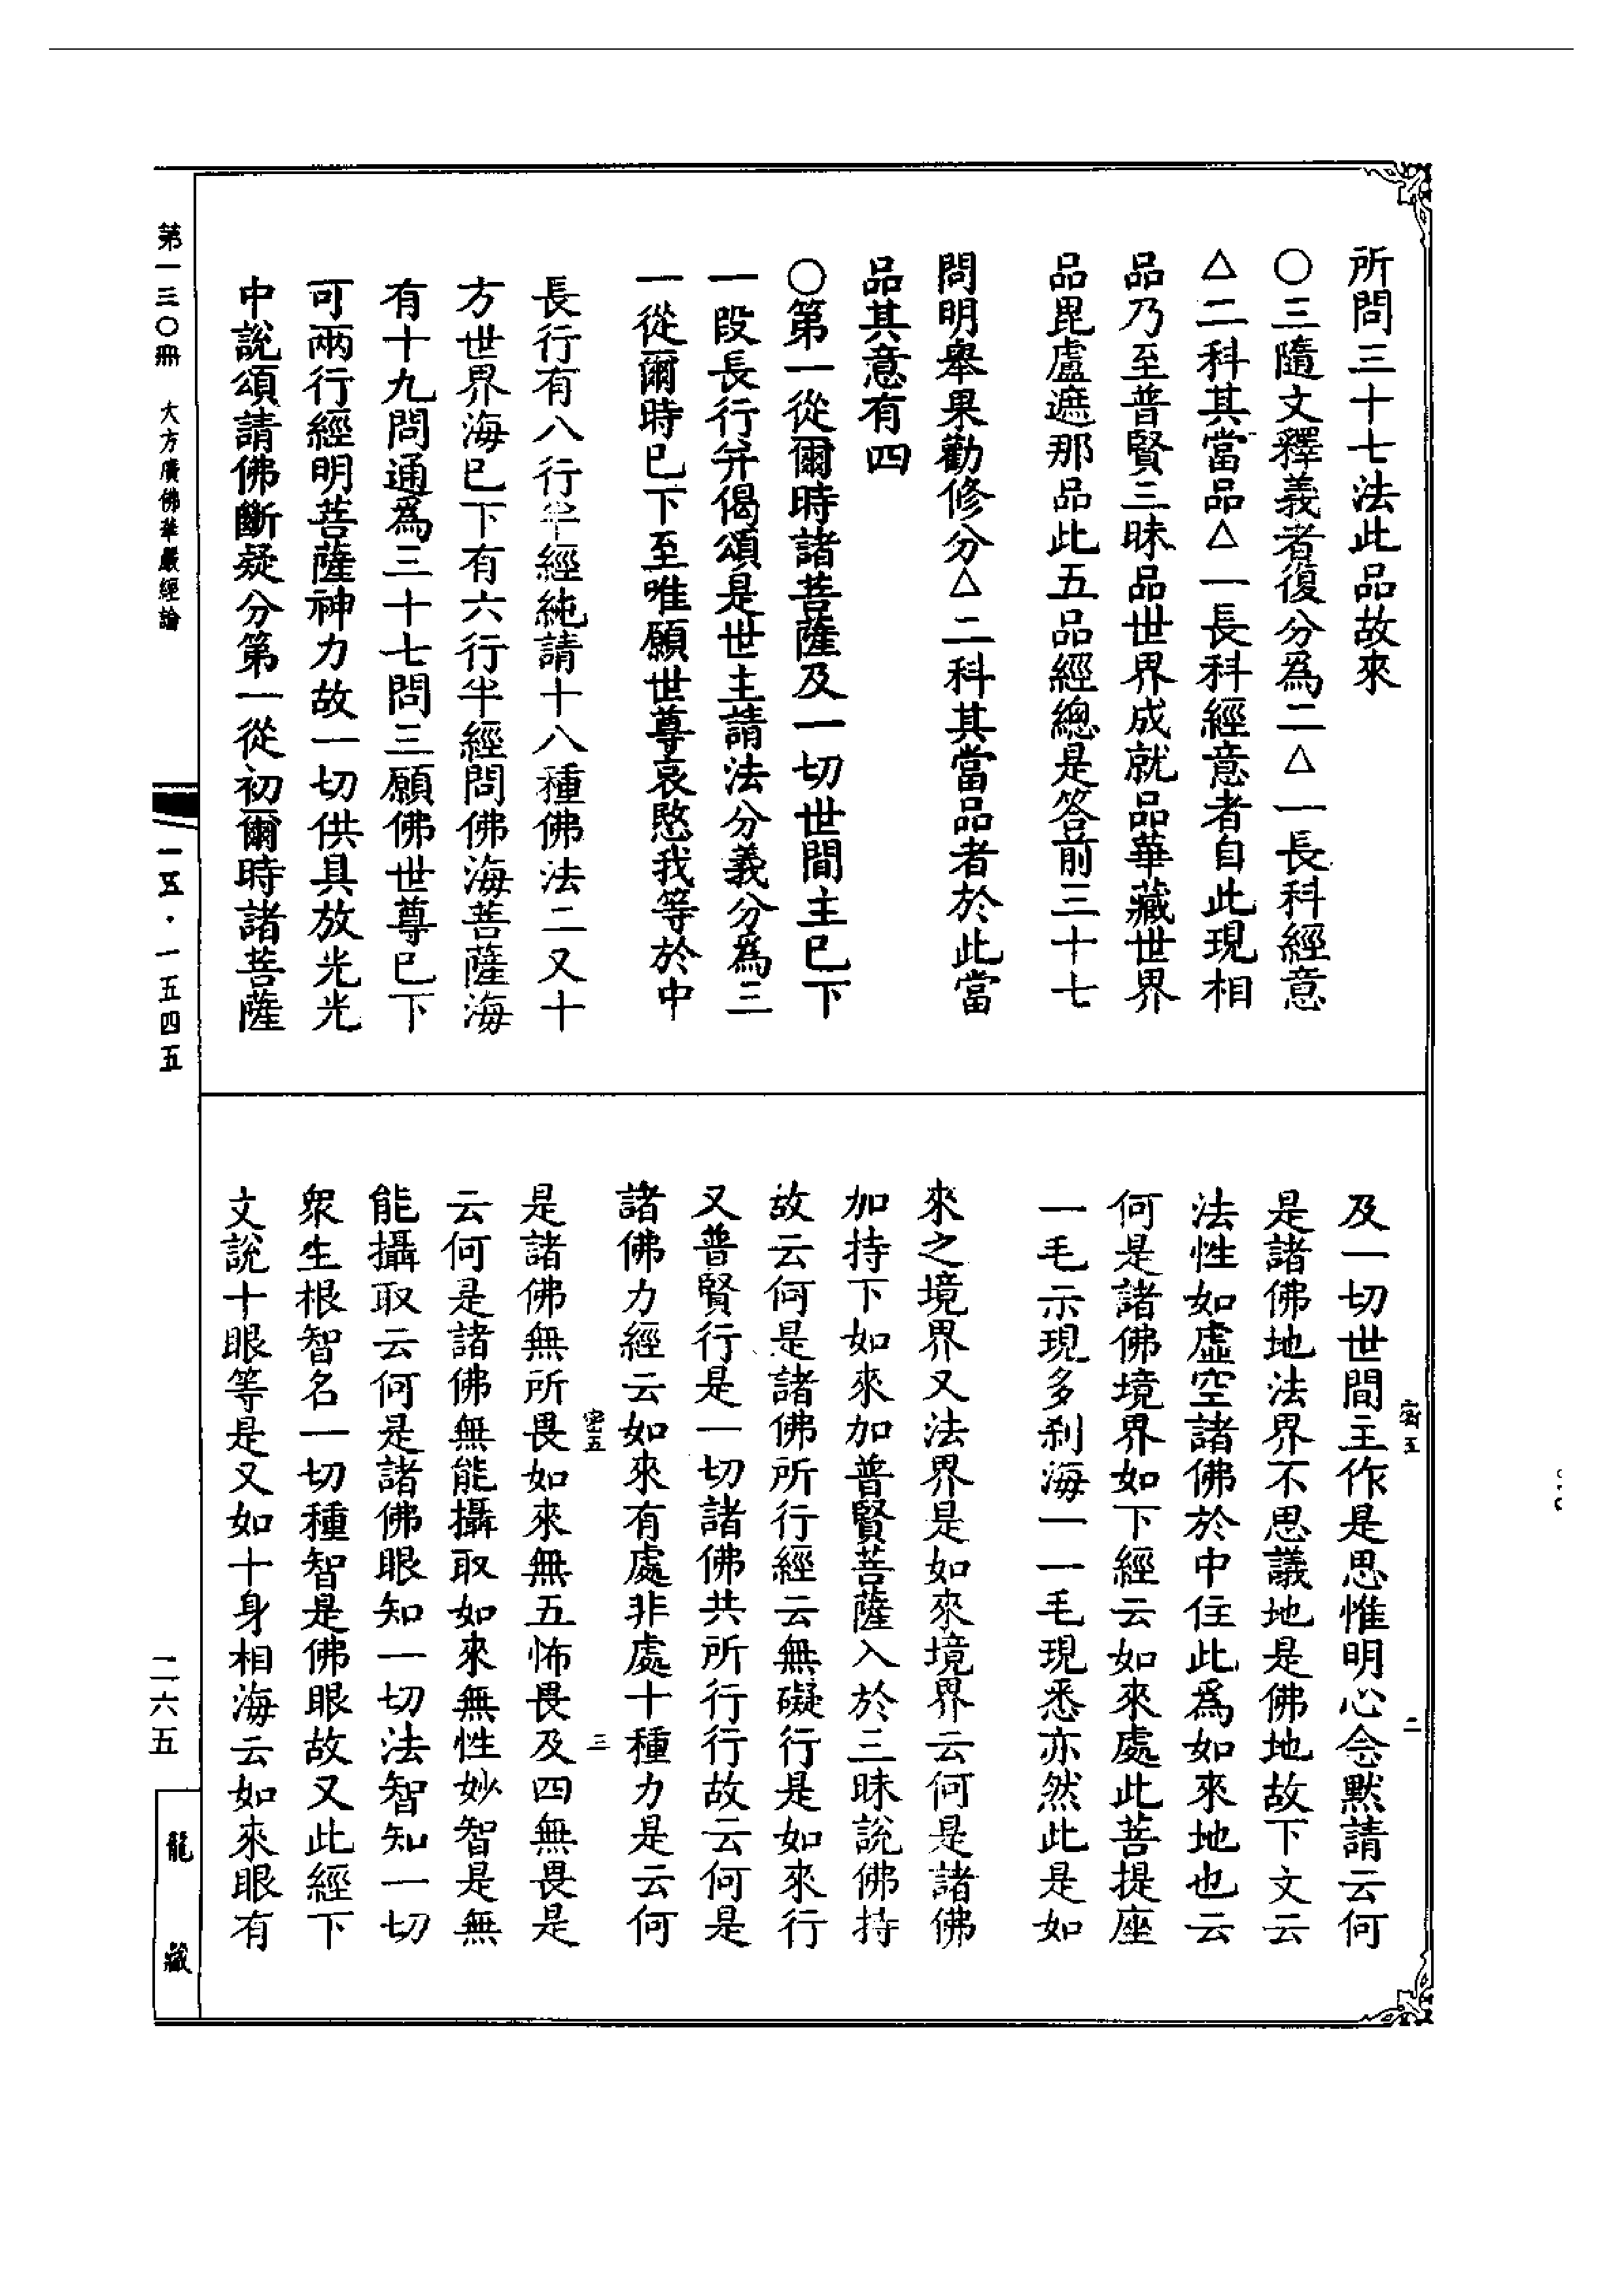 所問三十七法此品故來
○三隨文釋義者復分為二△一長科經意
△二科其當品△一長科經意者自此現相
品乃至普賢三昧品世界成就品華藏世界
品毘盧遮那品此五品經總是答前三十七
問明舉果勸修分△二科其當品者於此當
品其意有四
○第一從爾時諸菩薩及一切世間主已下
一段長行并偈頌是世主請法分義分為三
一從爾時已下至唯願世尊哀愍我等於中
長行有八行半經純請十八種佛法二又十
方世界海已下有六行半經問佛海菩薩海
有十九問通為三十七問三願佛世尊已下
可兩行經明菩薩神力故一切供具放光光
中說頌請佛斷疑分第一從初爾時諸菩薩
密五
二
及一切世間主作是思惟明心念默請云何
是諸佛地法界不思議地是佛地故下文云
法性如虛空諸佛於中住此為如來地也云
何是諸佛境界如下經云如來處此菩提座
一毛示現多刹海一一毛現悉亦然此是如
來之境界又法界是如來境界云何是諸佛
加持下如來加普賢菩薩入於三昧說佛持
故云何是諸佛所行經云無礙行是如來行
又普賢行是一切諸佛共所行行故云何是
諸佛力經云如來有處非處十種力是云何
密五
三
是諸佛無所畏如來無五怖畏及四無畏是
云何是諸佛無能攝取如來無性妙智是無
能攝取云何是諸佛眼知一切法智知一切
眾生根智名一切種智是佛眼故又此經下
文說十眼等是又如十身相海云如來眼有
第一三〇冊 大方廣佛華嚴經論
一五·一五四五
二六五
龍藏